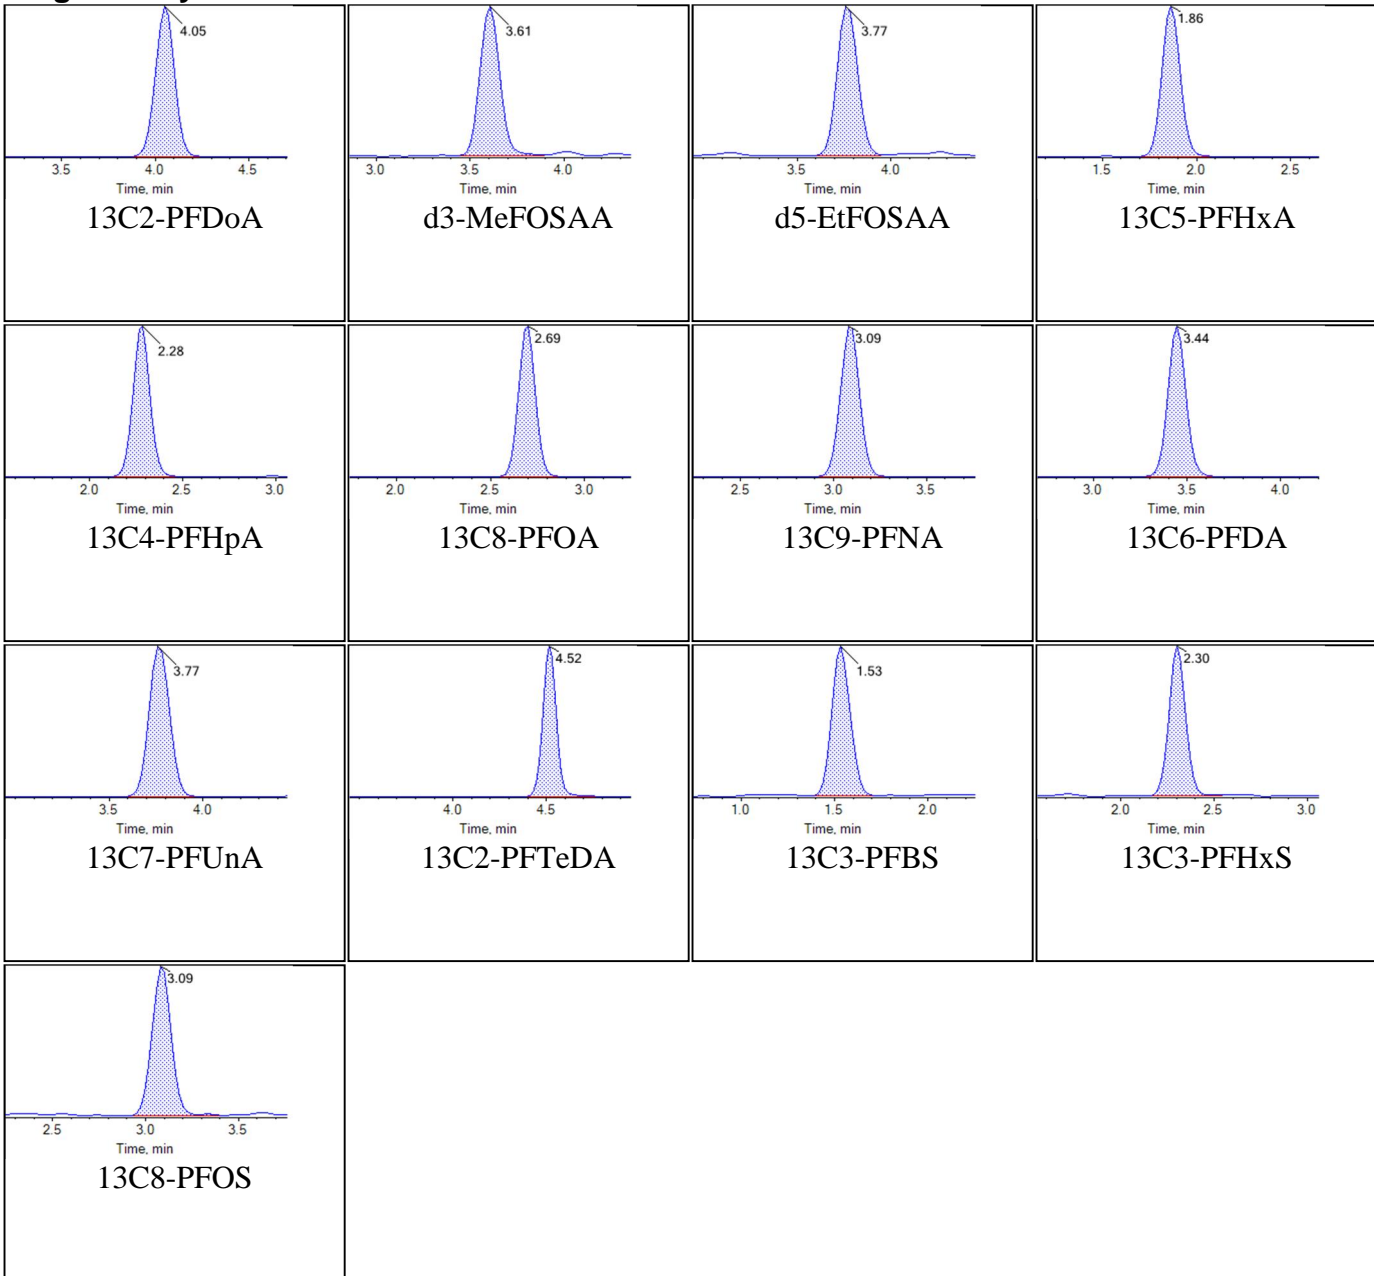 4.05
3.5 4.0 4.5
Time, min
13C2-PFDoA
3.61
3.0 3.5 4.0
Time, min
d3-MeFOSAA
3.77
3.5 4.0
Time, min
d5-EtFOSAA
1.86
1.5 2.0 2.5
Time, min
13C5-PFHxA
2.28
2.0 2.5 3.0
Time, min
13C4-PFHpA
2.69
2.0 2.5 3.0
Time, min
13C8-PFOA
3.09
2.5 3.0 3.5
Time, min
13C9-PFNA
3.44
3.0 3.5 4.0
Time, min
13C6-PFDA
3.77
3.5 4.0
Time, min
13C7-PFUnA
4.52
4.0 4.5
Time, min
13C2-PFTeDA
1.53
1.0 1.5 2.0
Time, min
13C3-PFBS
2.30
2.0 2.5 3.0
Time, min
13C3-PFHxS
3.09
2.5 3.0 3.5
Time, min
13C8-PFOS